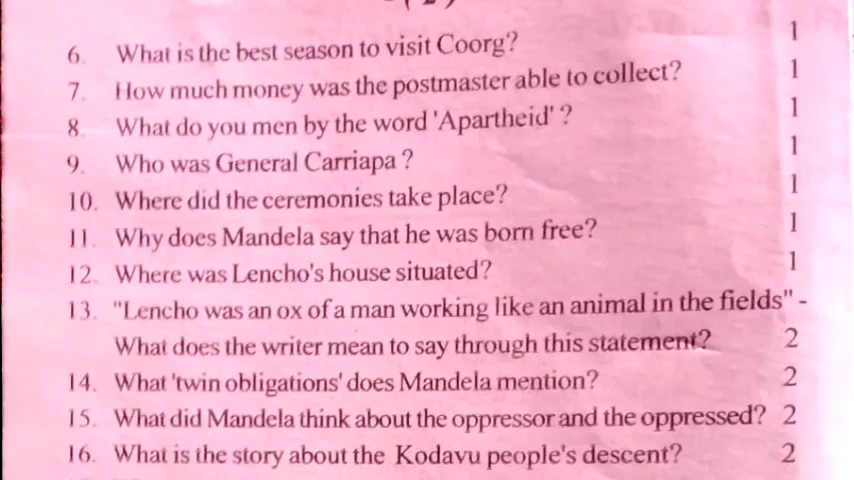 6. What is the best season to visit Coorg? 1
7. How much money was the postmaster able to collect? 1
8. What do you men by the word 'Apartheid' ? 1
9. Who was General Carriapa ? 1
10. Where did the ceremonies take place? 1
11. Why does Mandela say that he was born free? 1
12. Where was Lencho's house situated? 1
13. "Lencho was an ox of a man working like an animal in the fields" -
What does the writer mean to say through this statement? 2
14. What 'twin obligations' does Mandela mention? 2
15. What did Mandela think about the oppressor and the oppressed? 2
16. What is the story about the Kodavu people's descent? 2